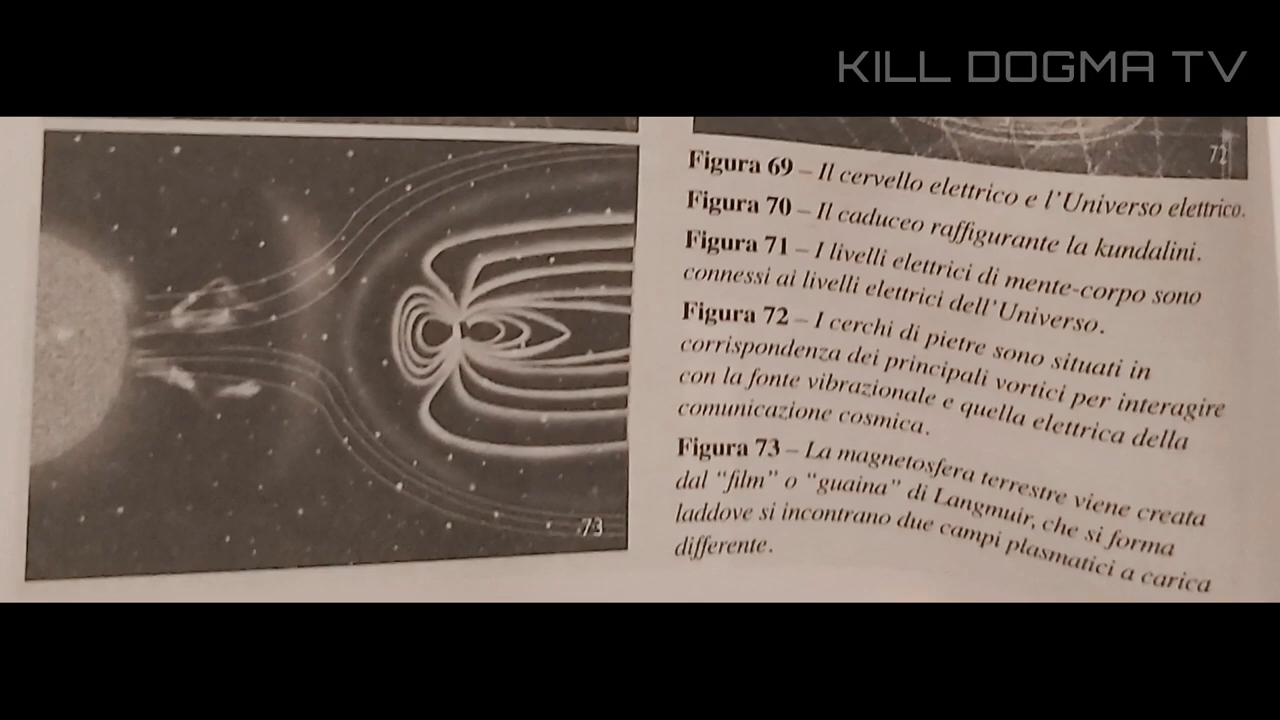 KILL DOGMA TV
72
Figura 69 – Il cervello elettrico e l'Universo elettrico.
Figura 70 – Il caduceo raffigurante la kundalini.
Figura 71 – I livelli elettrici di mente-corpo sono
connessi ai livelli elettrici dell'Universo.
Figura 72 – I cerchi di pietre sono situati in
corrispondenza dei principali vortici per interagire
con la fonte vibrazionale e quella elettrica della
comunicazione cosmica.
Figura 73 – La magnetosfera terrestre viene creata
dal “film” o “guaina” di Langmuir, che si forma
laddove si incontrano due campi plasmatici a carica
differente.
73